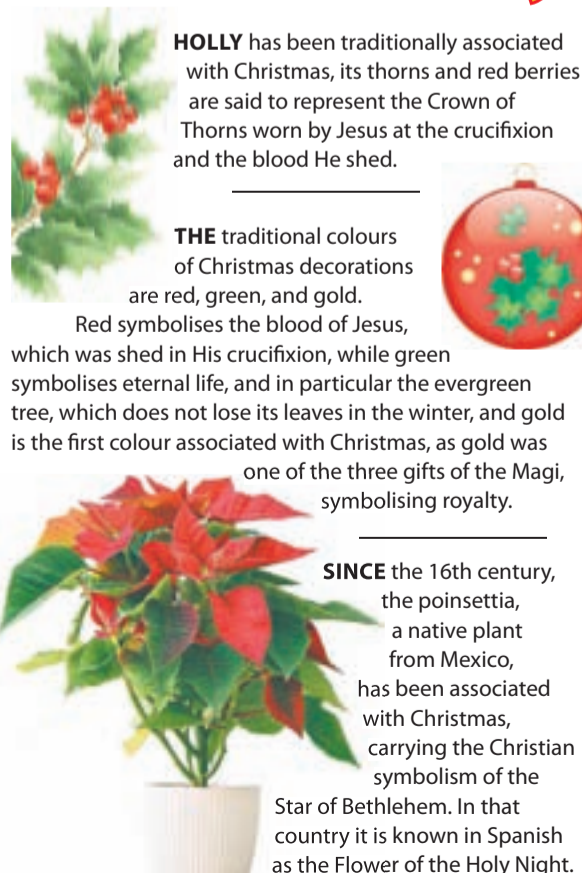 HOLLY has been traditionally associated
with Christmas, its thorns and red berries
are said to represent the Crown of
Thorns worn by Jesus at the crucifixion
and the blood He shed.
THE traditional colours
of Christmas decorations
are red, green, and gold.
Red symbolises the blood of Jesus,
which was shed in His crucifixion, while green
symbolises eternal life, and in particular the evergreen
tree, which does not lose its leaves in the winter, and gold
is the first colour associated with Christmas, as gold was
one of the three gifts of the Magi,
symbolising royalty.
SINCE the 16th century,
the poinsettia,
a native plant
from Mexico,
has been associated
with Christmas,
carrying the Christian
symbolism of the
Star of Bethlehem. In that
country it is known in Spanish
as the Flower of the Holy Night.